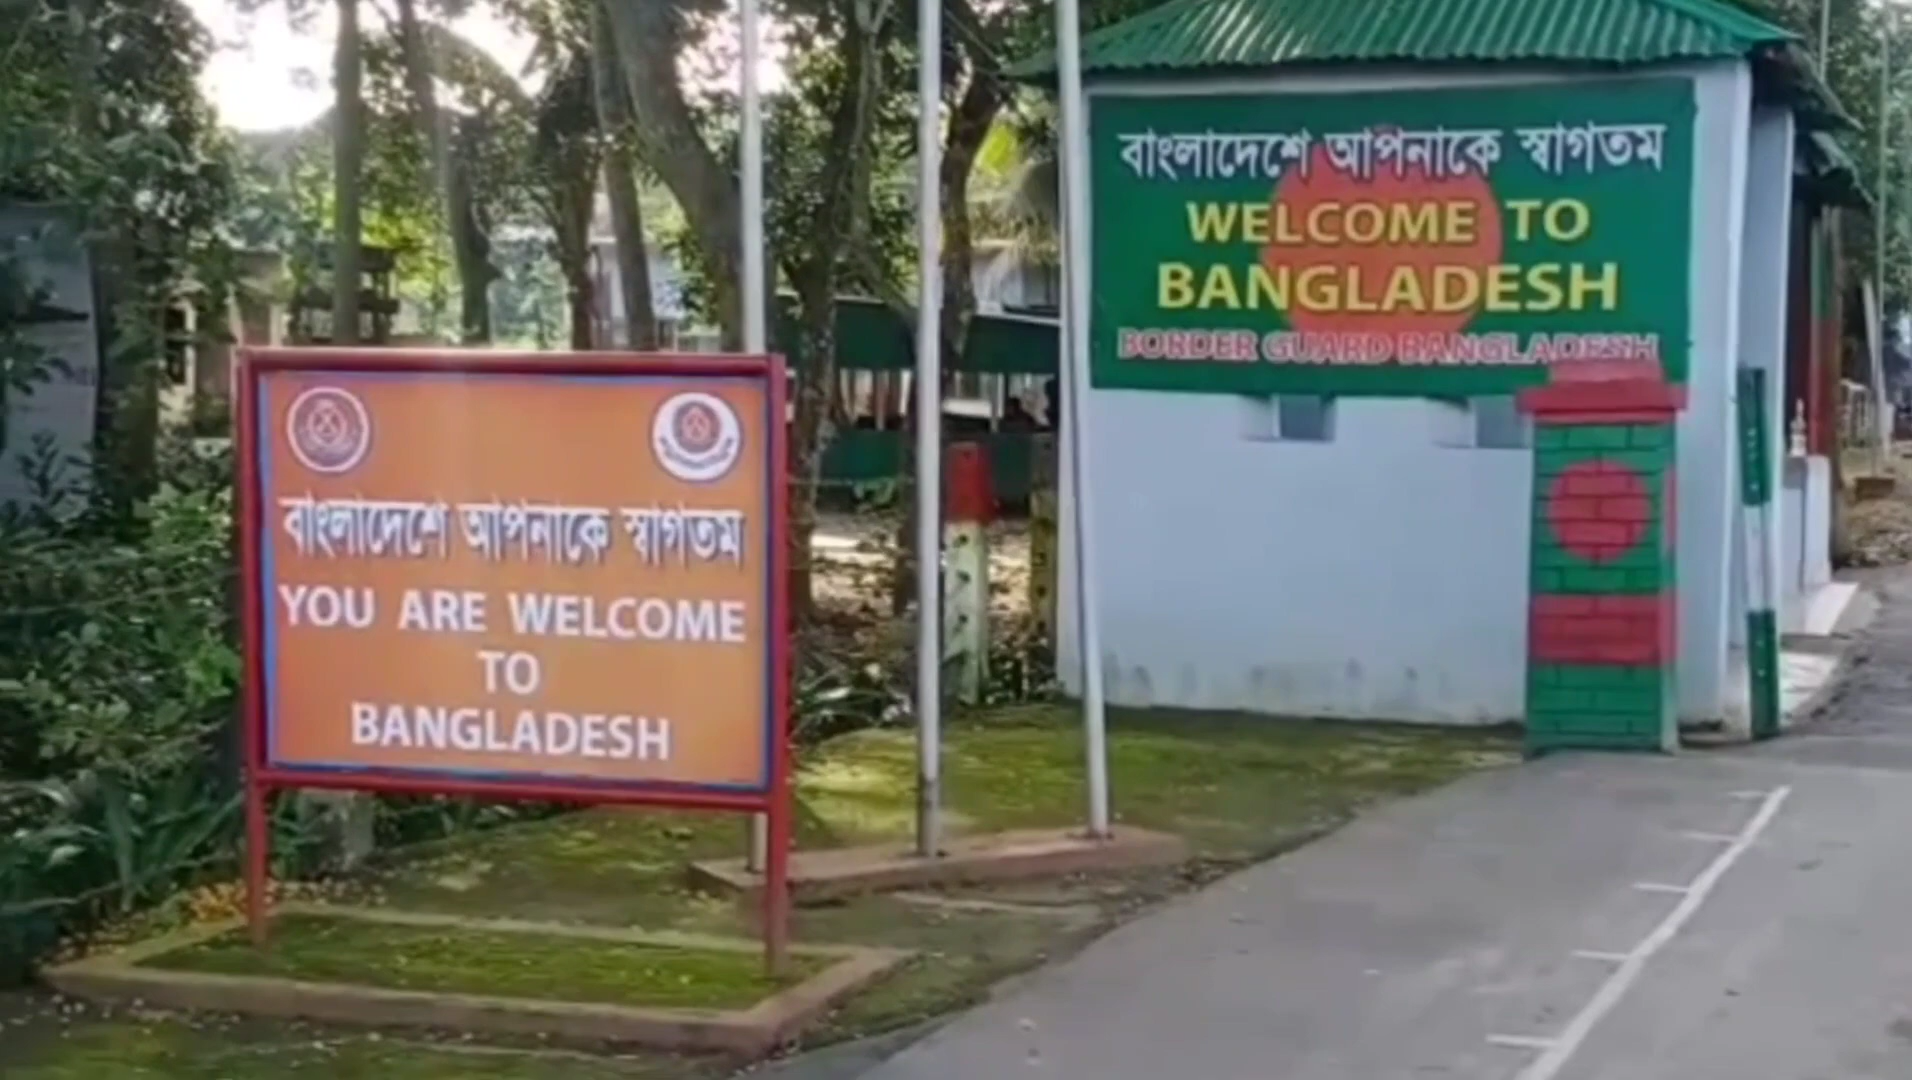 বাংলাদেশে আপনাকে স্বাগতম
YOU ARE WELCOME
TO
BANGLADESH
বাংলাদেশে আপনাকে স্বাগতম
WELCOME TO
BANGLADESH
BORDER GUARD BANGLADESH